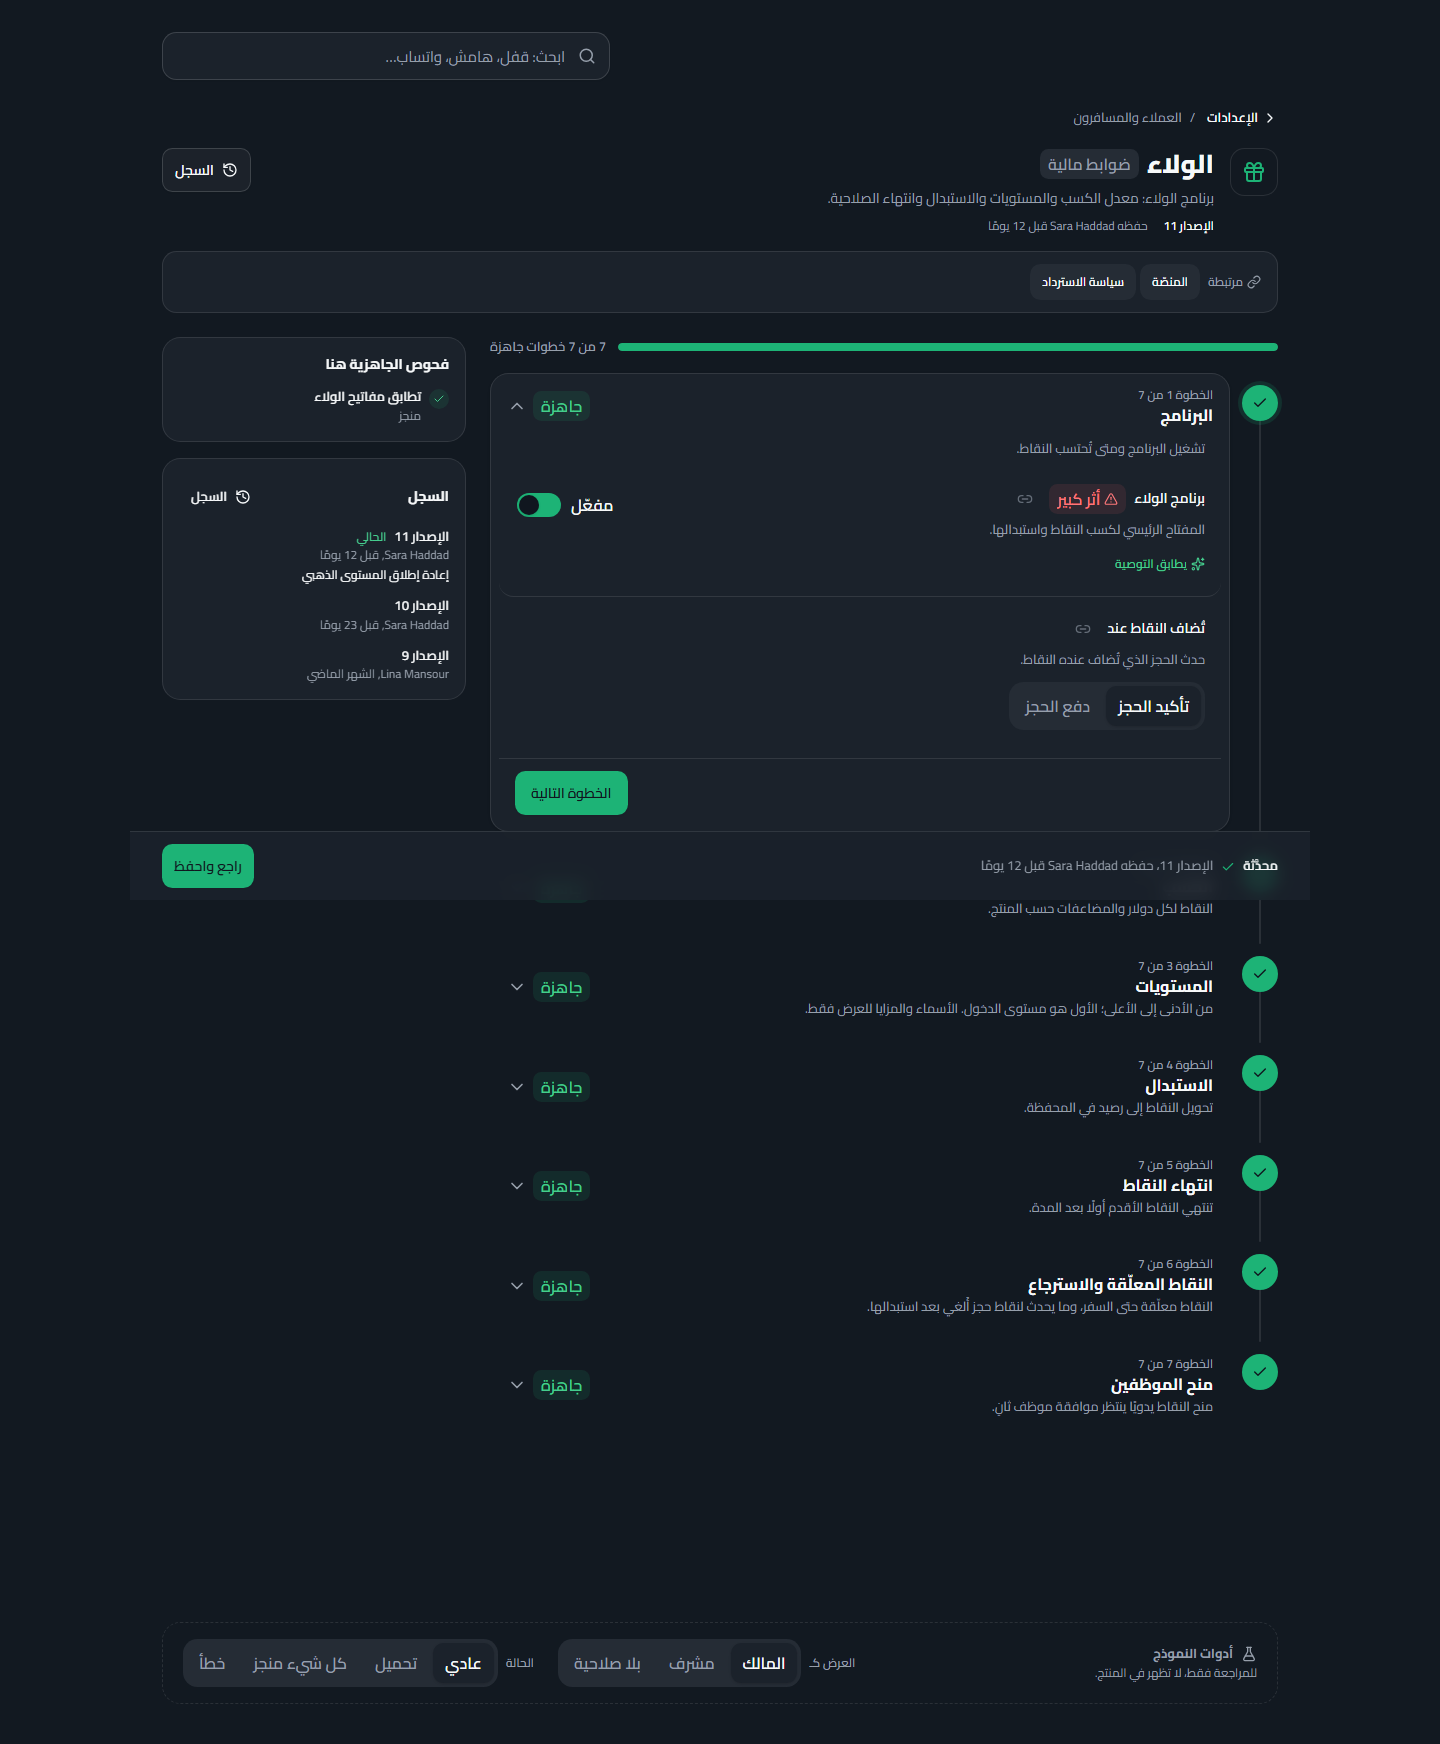 ابحث: قفل، هامش، واتساب...
الإعدادات / العملاء والمسافرون
الولاء ضوابط مالية
السجل
برنامج الولاء: معدل الكسب والمستويات والاستبدال وانتهاء الصلاحية.
الإصدار 11 حفظه Sara Haddad قبل 12 يومًا
مرتبطة المنصّة سياسة الاسترداد
7 من 7 خطوات جاهزة
الخطوة 1 من 7
البرنامج
جاهزة
تشغيل البرنامج ومتى تُحتسب النقاط.
برنامج الولاء أثر كبير
مفعّل
المفتاح الرئيسي لكسب النقاط واستبدالها.
يطابق التوصية
تُضاف النقاط عند
حدث الحجز الذي تُضاف عنده النقاط.
تأكيد الحجز دفع الحجز
الخطوة التالية
فحوص الجاهزية هنا
تطابق مفاتيح الولاء
منجز
السجل السجل
الإصدار 11 الحالي
Sara Haddad, قبل 12 يومًا
إعادة إطلاق المستوى الذهبي
الإصدار 10
Sara Haddad, قبل 23 يومًا
الإصدار 9
Lina Mansour, الشهر الماضي
محدّثة الإصدار 11، حفظه Sara Haddad قبل 12 يومًا
راجع واحفظ
النقاط لكل دولار والمضاعفات حسب المنتج.
الخطوة 3 من 7
المستويات
جاهزة
من الأدنى إلى الأعلى؛ الأول هو مستوى الدخول. الأسماء والمزايا للعرض فقط.
الخطوة 4 من 7
الاستبدال
جاهزة
تحويل النقاط إلى رصيد في المحفظة.
الخطوة 5 من 7
انتهاء النقاط
جاهزة
تنتهي النقاط الأقدم أولًا بعد المدة.
الخطوة 6 من 7
النقاط المعلّقة والاسترجاع
جاهزة
النقاط معلّقة حتى السفر، وما يحدث لنقاط حجز أُلغي بعد استبدالها.
الخطوة 7 من 7
منح الموظفين
جاهزة
منح النقاط يدويًا ينتظر موافقة موظف ثانٍ.
أدوات النموذج
للمراجعة فقط، لا تظهر في المنتج.
العرض كـ المالك مشرف بلا صلاحية
الحالة عادي تحميل كل شيء منجز خطأ